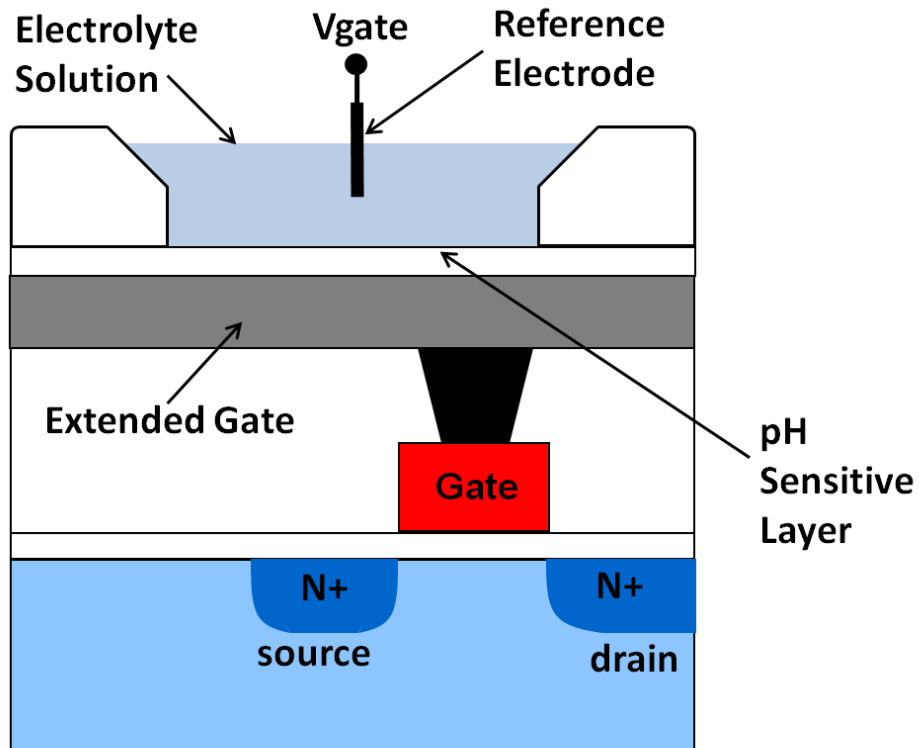 Electrolyte
Solution
Vgate
Reference
Electrode
Extended Gate
Gate
pH
Sensitive
Layer
N+
source
N+
drain